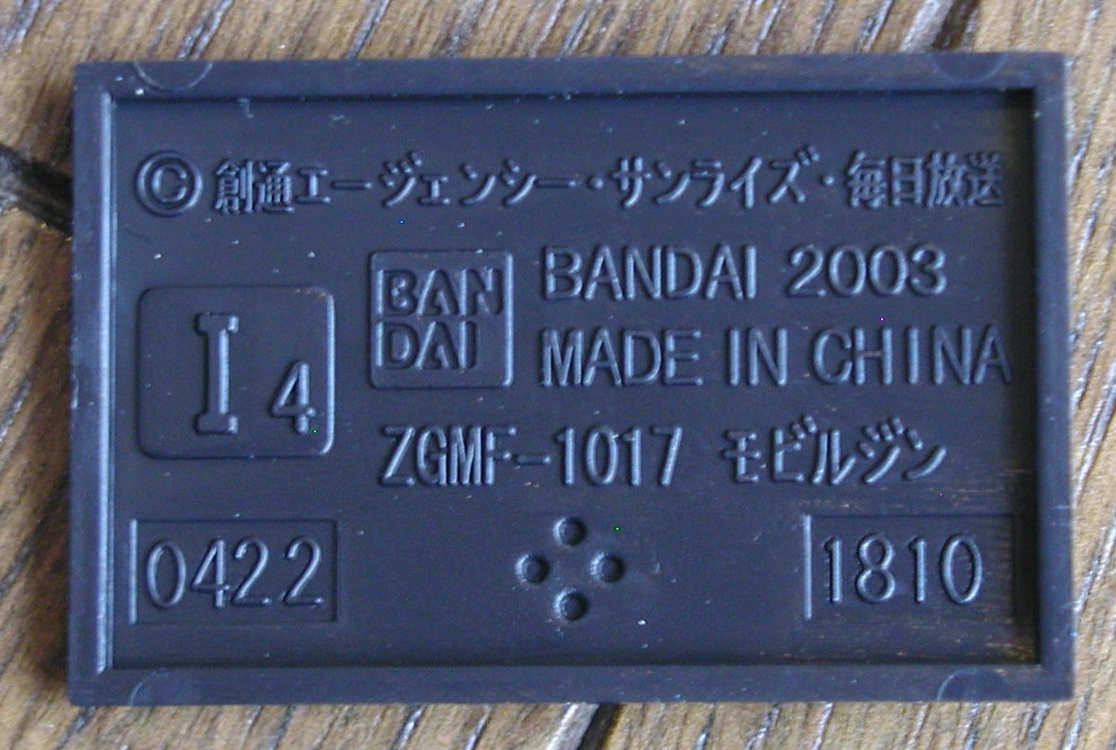 ©創通エージェンシー・サンライズ・毎日放送
BAN
DAI
BANDAI 2003
MADE IN CHINA
I4
ZGMF-1017 モビルジン
0422
1810